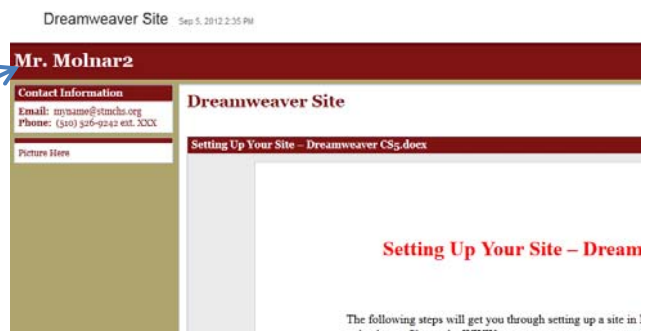 Dreamweaver Site Sep 5, 2012 2:35 PM
Mr. Molnar2
Contact Information
Email: myname@stmchs.org
Phone: (510) 526-9242 ext. XXX
Picture Here
Dreamweaver Site
Setting Up Your Site – Dreamweaver CS5.docx
Setting Up Your Site – Dream
The following steps will get you through setting up a site in